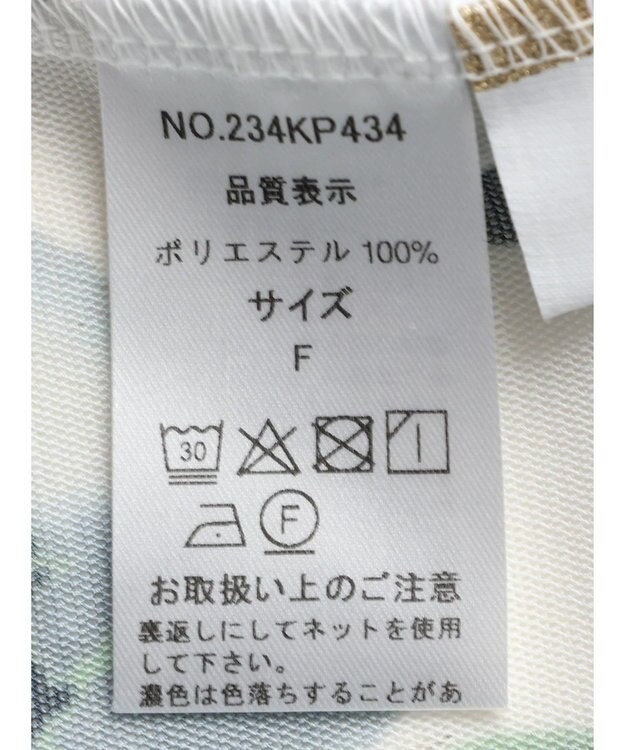 NO.234KP434
品質表示
ポリエステル 100%
サイズ
F
30
F
お取扱い上のご注意
裏返しにしてネットを使用
して下さい。
濃色は色落ちすることがあ